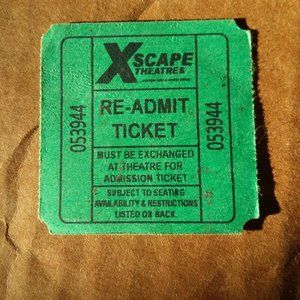 XSCAPE
THEATRES
053944
RE-ADMIT
TICKET
MUST BE EXCHANGED
AT THEATRE FOR
ADMISSION TICKET
SUBJECT TO SEATING
AVAILABILITY & RESTRICTIONS
LISTED ON BACK
053944